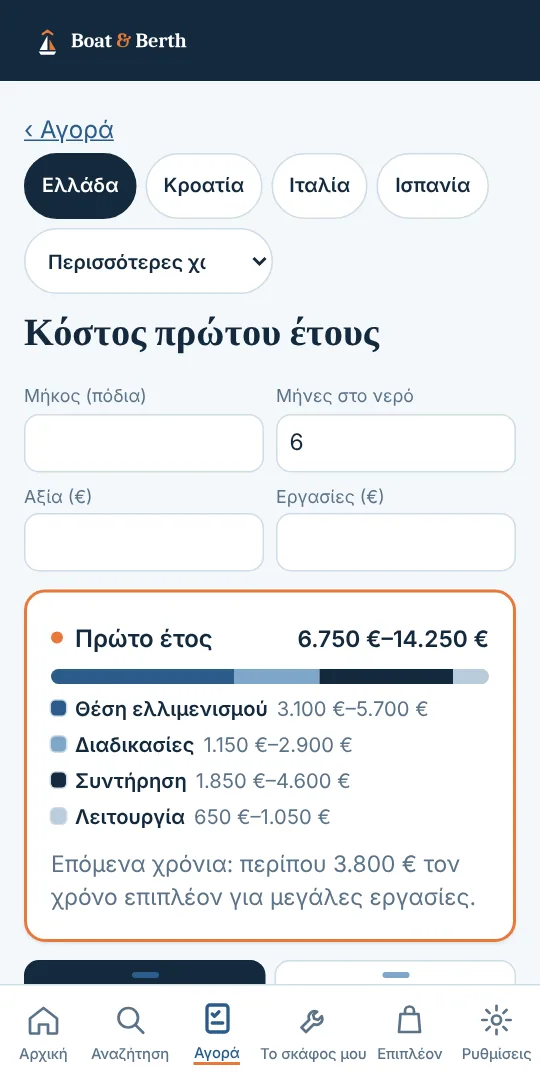 Boat & Berth
‹ Αγορά
Ελλάδα Κροατία Ιταλία Ισπανία
Περισσότερες
Κόστος πρώτου έτους
Μήκος (πόδια) Μήνες στο νερό
6
Αξία (€) Εργασίες (€)
Πρώτο έτος 6.750 €–14.250 €
Θέση ελλιμενισμού 3.100 €–5.700 €
Διαδικασίες 1.150 €–2.900 €
Συντήρηση 1.850 €–4.600 €
Λειτουργία 650 €–1.050 €
Επόμενα χρόνια: περίπου 3.800 € τον
χρόνο επιπλέον για μεγάλες εργασίες.
Αρχική Αναζήτηση Αγορά Το σκάφος μου Επιπλέον Ρυθμίσεις